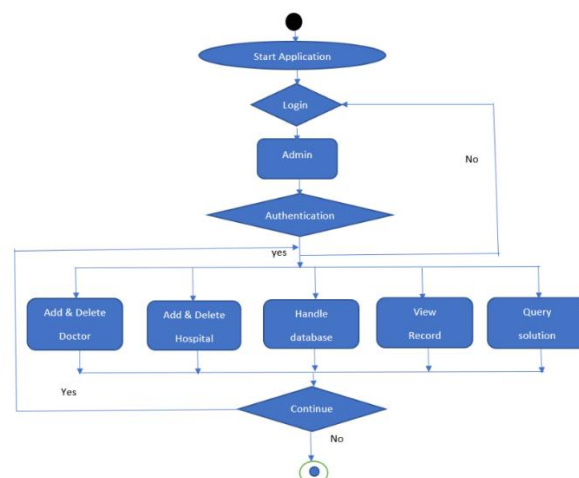 Start Application
Login
No
Admin
Authentication
yes
Add & Delete
Doctor
Add & Delete
Hospital
Handle
database
View
Record
Query
solution
Yes
Continue
No